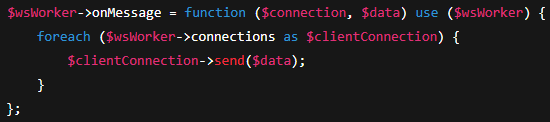 $wsWorker->onMessage = function ($connection, $data) use ($wsWorker) {
    foreach ($wsWorker->connections as $clientConnection) {
        $clientConnection->send($data);
    }
};